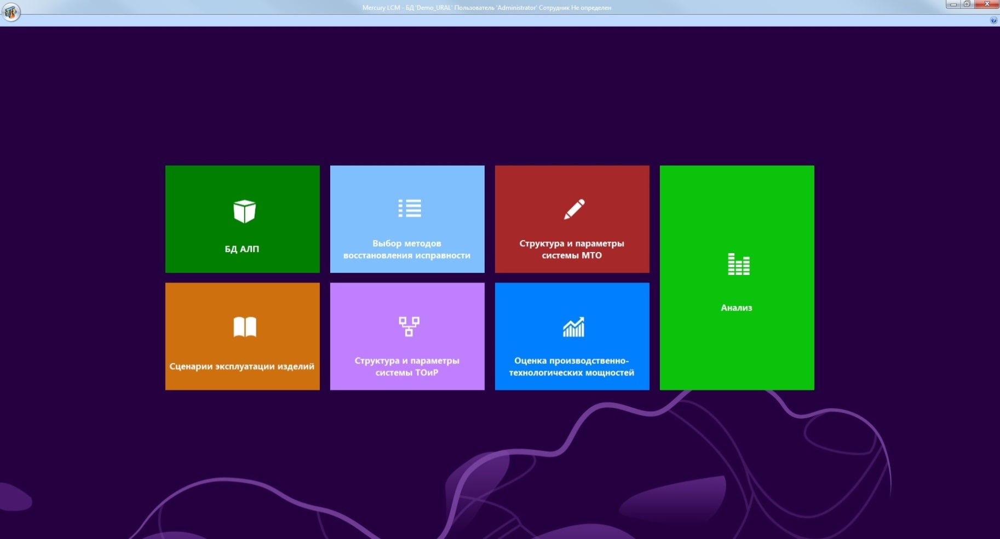 Mercury LCM - БД 'Demo_URAL' Пользователь 'Administrator' Сотрудник Не определен
БД АЛП
Выбор методов
восстановления исправности
Структура и параметры
системы МТО
Анализ
Сценарии эксплуатации изделий
Структура и параметры
системы ТОиР
Оценка производственно-
технологических мощностей